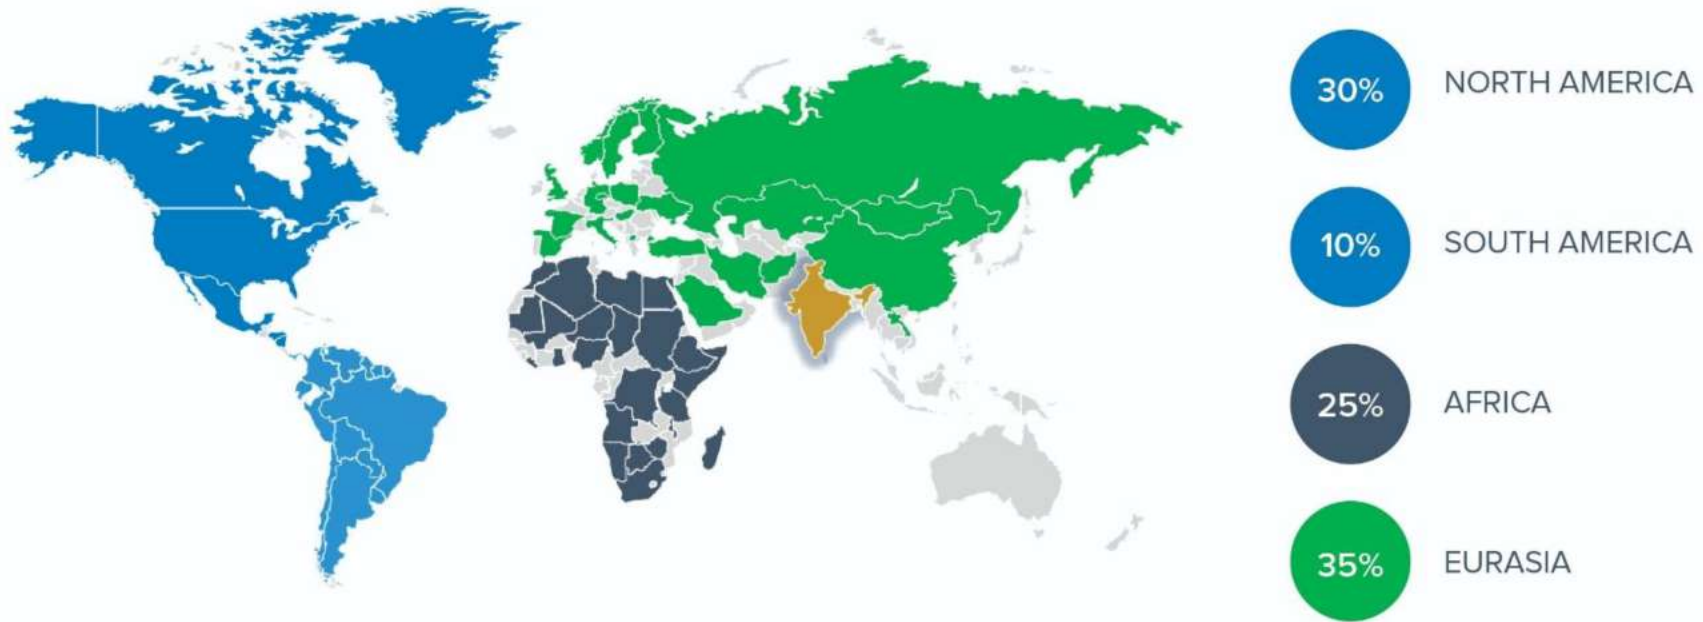 30% NORTH AMERICA
10% SOUTH AMERICA
25% AFRICA
35% EURASIA